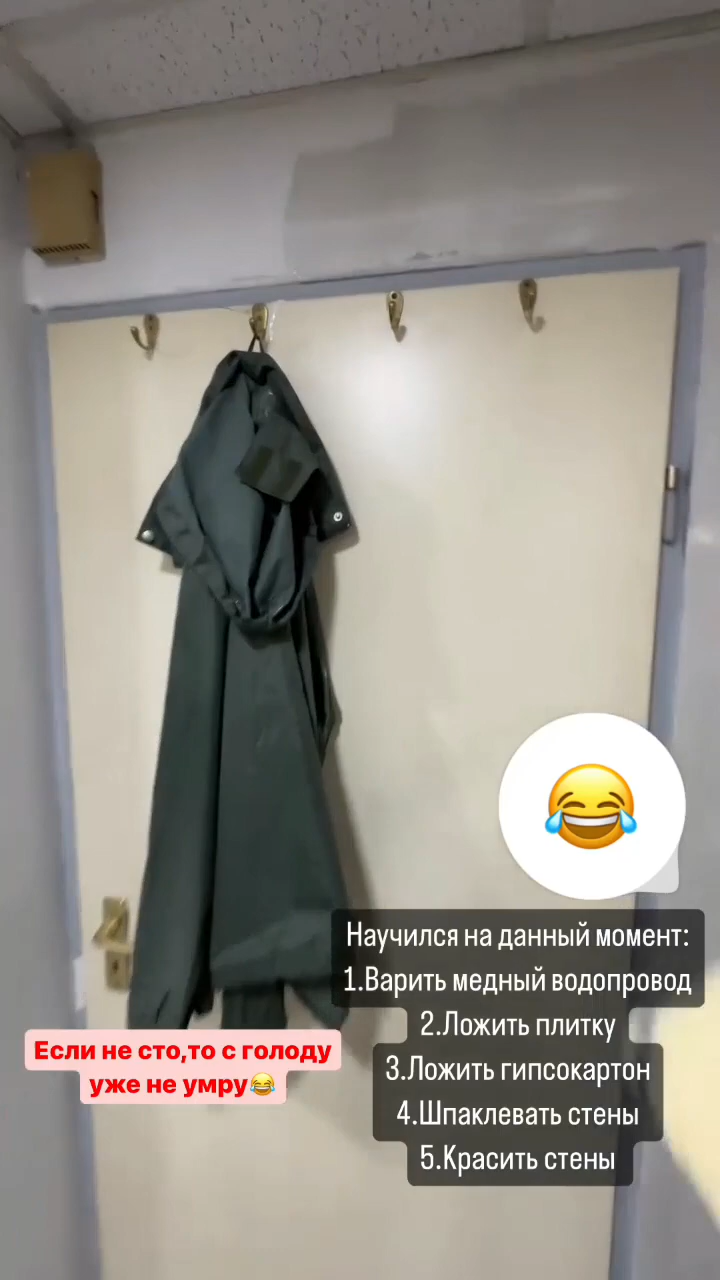 Научился на данный момент:
1.Варить медный водопровод
2.Ложить плитку
3.Ложить гипсокартон
4.Шпаклевать стены
5.Красить стены
Если не сто,то с голоду
уже не умру😂